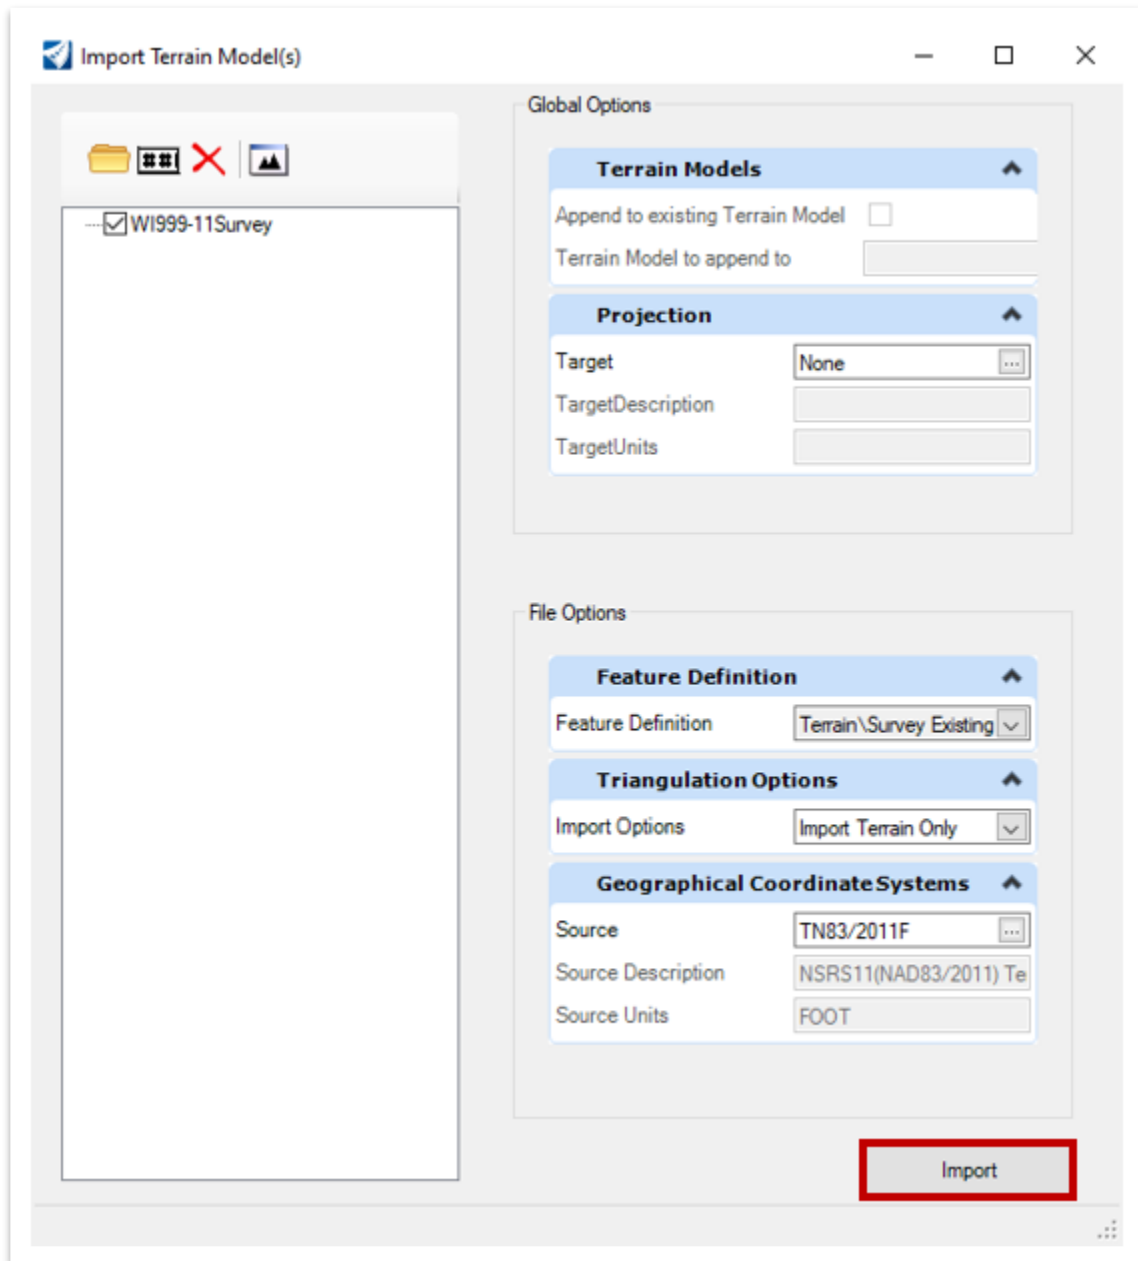 Import Terrain Model(s)
Global Options
Terrain Models
Append to existing Terrain Model
Terrain Model to append to
Projection
Target None ...
TargetDescription
TargetUnits
WI999-11Survey
File Options
Feature Definition
Feature Definition Terrain\Survey Existing
Triangulation Options
Import Options Import Terrain Only
Geographical Coordinate Systems
Source TN83/2011F ...
Source Description NSRS11(NAD83/2011) Te
Source Units FOOT
Import